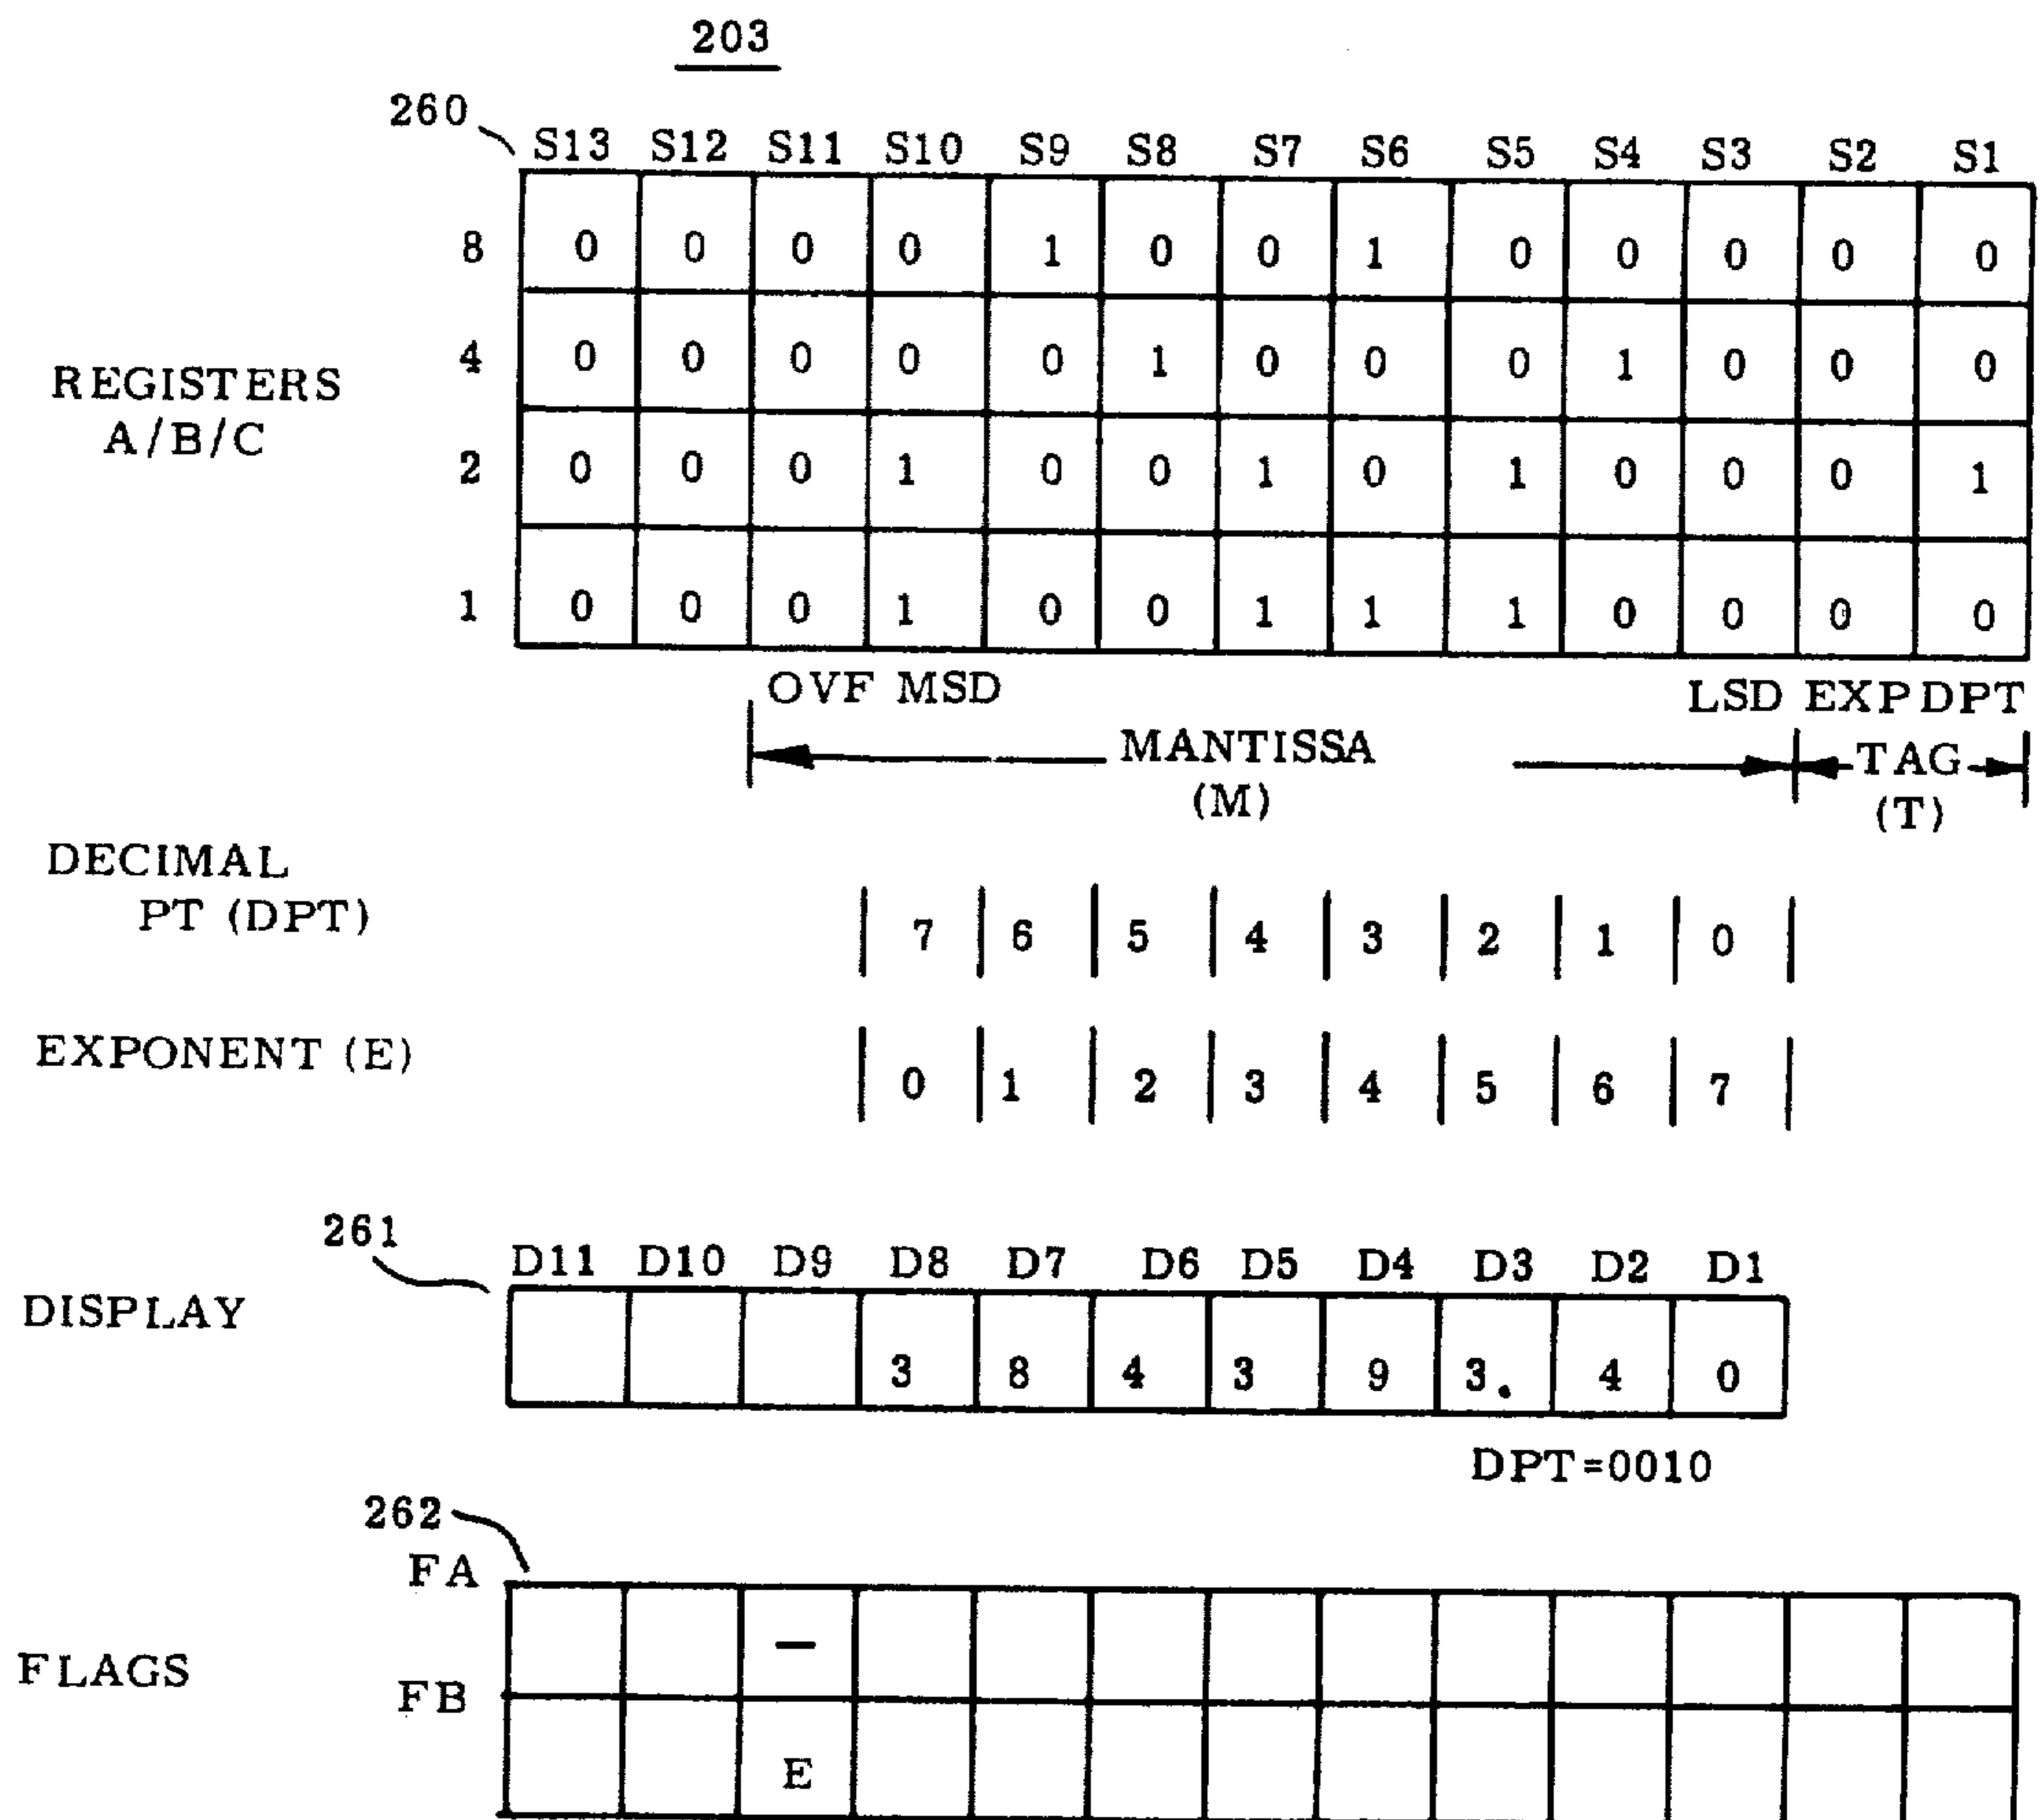 203
260
S13 S12 S11 S10 S9 S8 S7 S6 S5 S4 S3 S2 S1
8 0 0 0 0 1 0 0 1 0 0 0 0 0
4 0 0 0 0 0 1 0 0 0 1 0 0 0
REGISTERS
A/B/C
2 0 0 0 1 0 0 1 0 1 0 0 0 1
1 0 0 0 1 0 0 1 1 1 0 0 0 0
OVF MSD LSD EXP DPT
MANTISSA
(M)
TAG
(T)
DECIMAL
PT (DPT)
7 6 5 4 3 2 1 0
EXPONENT (E)
0 1 2 3 4 5 6 7
261
D11 D10 D9 D8 D7 D6 D5 D4 D3 D2 D1
DISPLAY
3 8 4 3 9 3. 4 0
DPT=0010
262
FA
–
FLAGS
FB
E